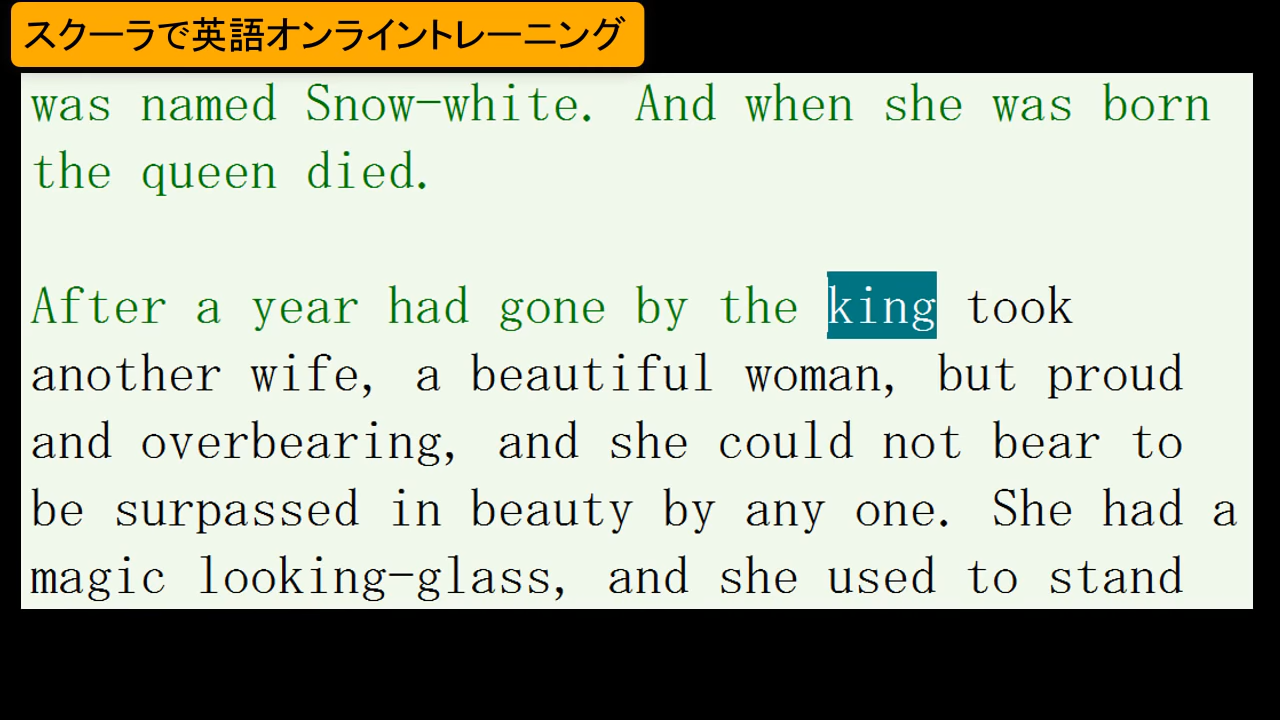 スクーラで英語オンライントレーニング
was named Snow-white. And when she was born
the queen died.
After a year had gone by the king took
another wife, a beautiful woman, but proud
and overbearing, and she could not bear to
be surpassed in beauty by any one. She had a
magic looking-glass, and she used to stand